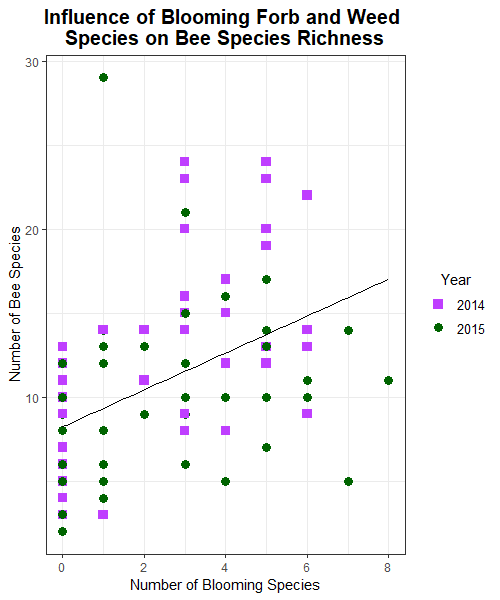 Influence of Blooming Forb and Weed
Species on Bee Species Richness
Numner of Bee Species
30
20
10
0
2
4
6
8
Number of Blooming Species
Year
2014
2015